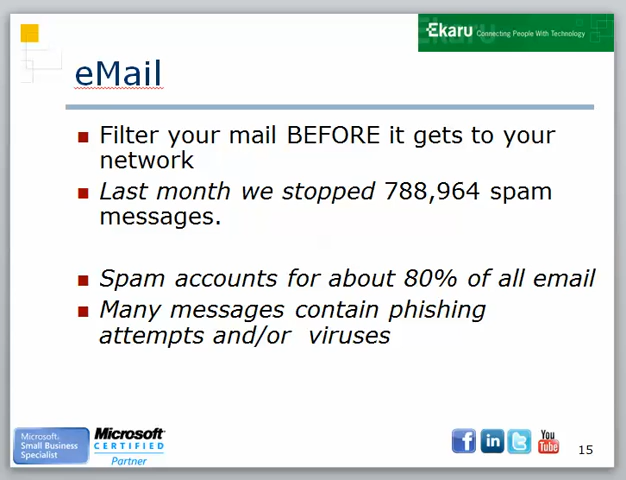 Ekaru Connecting People With Technology
eMail
Filter your mail BEFORE it gets to your
network
Last month we stopped 788,964 spam
messages.
Spam accounts for about 80% of all email
Many messages contain phishing
attempts and/or viruses
Microsoft
Small Business
Specialist
Microsoft
CERTIFIED
Partner
f
in
t
You
Tube
15